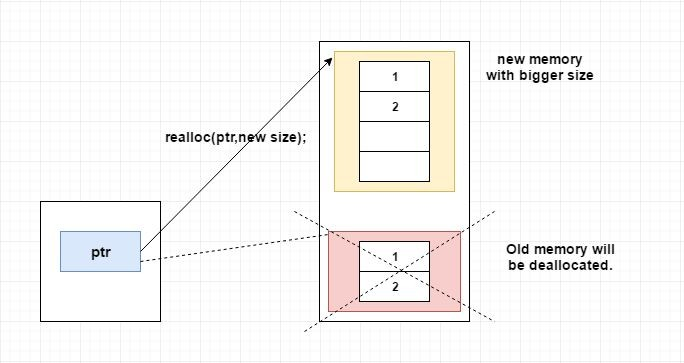 new memory
with bigger size
1
2
realloc(ptr,new size);
ptr
1
2
Old memory will
be deallocated.